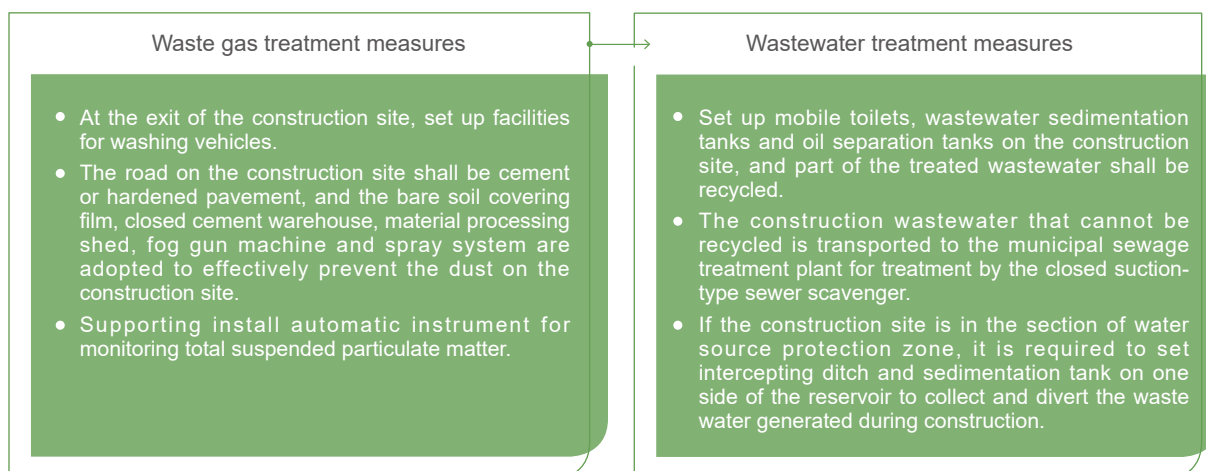 Waste gas treatment measures
At the exit of the construction site, set up facilities
for washing vehicles.
The road on the construction site shall be cement
or hardened pavement, and the bare soil covering
film, closed cement warehouse, material processing
shed, fog gun machine and spray system are
adopted to effectively prevent the dust on the
construction site.
Supporting install automatic instrument for
monitoring total suspended particulate matter.
Wastewater treatment measures
Set up mobile toilets, wastewater sedimentation
tanks and oil separation tanks on the construction
site, and part of the treated wastewater shall be
recycled.
The construction wastewater that cannot be
recycled is transported to the municipal sewage
treatment plant for treatment by the closed suction-
type sewer scavenger.
If the construction site is in the section of water
source protection zone, it is required to set
intercepting ditch and sedimentation tank on one
side of the reservoir to collect and divert the waste
water generated during construction.